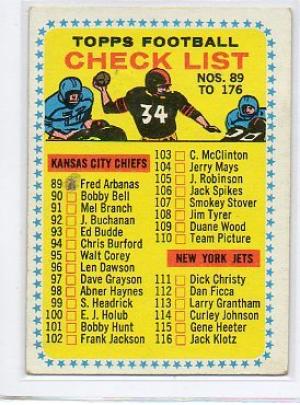 TOPPS FOOTBALL
CHECK LIST
NOS. 89
TO 176
34
KANSAS CITY CHIEFS
89 Fred Arbanas
90 Bobby Bell
91 Mel Branch
92 J. Buchanan
93 Ed Budde
94 Chris Burford
95 Walt Corey
96 Len Dawson
97 Dave Grayson
98 Abner Haynes
99 S. Headrick
100 E. J. Holub
101 Bobby Hunt
102 Frank Jackson
103 C. McClinton
104 Jerry Mays
105 J. Robinson
106 Jack Spikes
107 Smokey Stover
108 Jim Tyrer
109 Duane Wood
110 Team Picture
NEW YORK JETS
111 Dick Christy
112 Dan Ficca
113 Larry Grantham
114 Curley Johnson
115 Gene Heeter
116 Jack Klotz